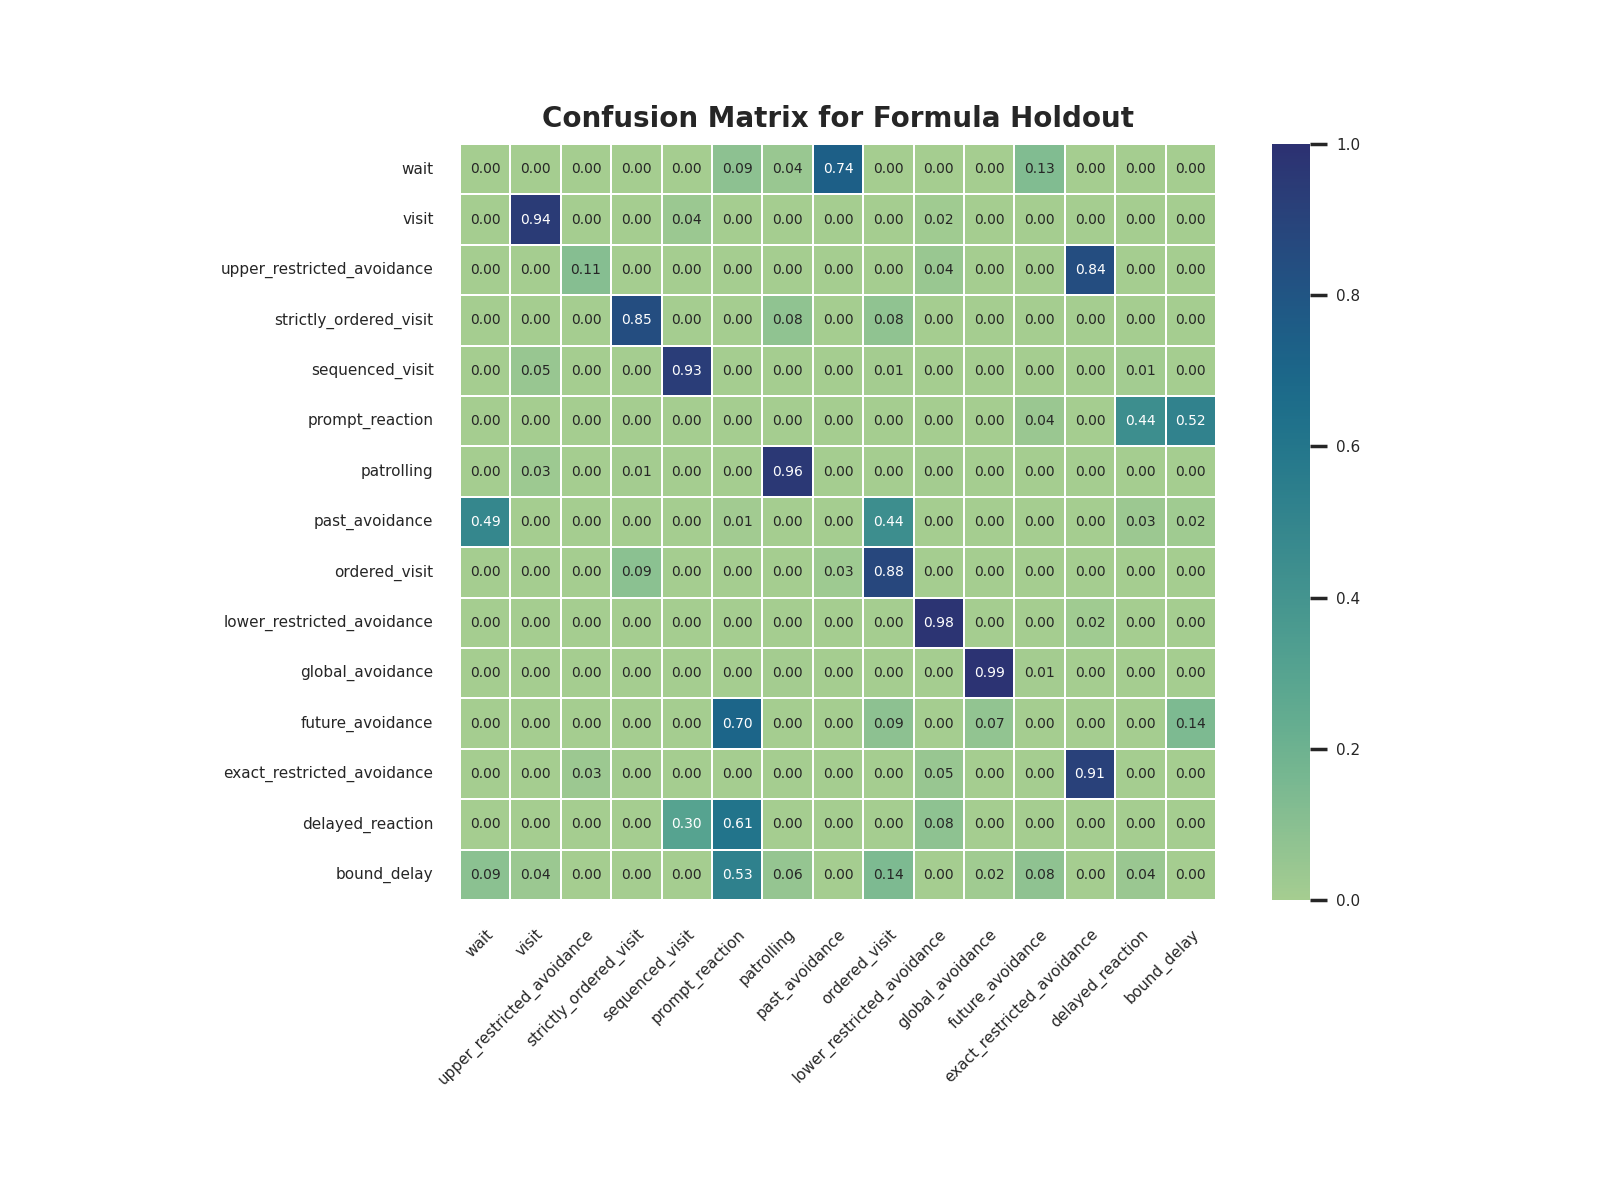 Confusion Matrix for Formula Holdout
wait 0.00 0.00 0.00 0.00 0.00 0.09 0.04 0.74 0.00 0.00 0.00 0.13 0.00 0.00 0.00
visit 0.00 0.94 0.00 0.00 0.04 0.00 0.00 0.00 0.00 0.02 0.00 0.00 0.00 0.00 0.00
upper_restricted_avoidance 0.00 0.00 0.11 0.00 0.00 0.00 0.00 0.00 0.00 0.04 0.00 0.00 0.84 0.00 0.00
strictly_ordered_visit 0.00 0.00 0.00 0.85 0.00 0.00 0.08 0.00 0.08 0.00 0.00 0.00 0.00 0.00 0.00
sequenced_visit 0.00 0.05 0.00 0.00 0.93 0.00 0.00 0.00 0.01 0.00 0.00 0.00 0.00 0.01 0.00
prompt_reaction 0.00 0.00 0.00 0.00 0.00 0.00 0.00 0.00 0.00 0.00 0.00 0.04 0.00 0.44 0.52
patrolling 0.00 0.03 0.00 0.01 0.00 0.00 0.96 0.00 0.00 0.00 0.00 0.00 0.00 0.00 0.00
past_avoidance 0.49 0.00 0.00 0.00 0.00 0.01 0.00 0.00 0.44 0.00 0.00 0.00 0.00 0.03 0.02
ordered_visit 0.00 0.00 0.00 0.09 0.00 0.00 0.00 0.03 0.88 0.00 0.00 0.00 0.00 0.00 0.00
lower_restricted_avoidance 0.00 0.00 0.00 0.00 0.00 0.00 0.00 0.00 0.00 0.98 0.00 0.00 0.02 0.00 0.00
global_avoidance 0.00 0.00 0.00 0.00 0.00 0.00 0.00 0.00 0.00 0.00 0.99 0.01 0.00 0.00 0.00
future_avoidance 0.00 0.00 0.00 0.00 0.00 0.70 0.00 0.00 0.09 0.00 0.07 0.00 0.00 0.00 0.14
exact_restricted_avoidance 0.00 0.00 0.03 0.00 0.00 0.00 0.00 0.00 0.00 0.05 0.00 0.00 0.91 0.00 0.00
delayed_reaction 0.00 0.00 0.00 0.00 0.30 0.61 0.00 0.00 0.00 0.08 0.00 0.00 0.00 0.00 0.00
bound_delay 0.09 0.04 0.00 0.00 0.00 0.53 0.06 0.00 0.14 0.00 0.02 0.08 0.00 0.04 0.00
wait
visit
upper_restricted_avoidance
strictly_ordered_visit
sequenced_visit
prompt_reaction
patrolling
past_avoidance
ordered_visit
lower_restricted_avoidance
global_avoidance
future_avoidance
exact_restricted_avoidance
delayed_reaction
bound_delay
1.0
0.8
0.6
0.4
0.2
0.0